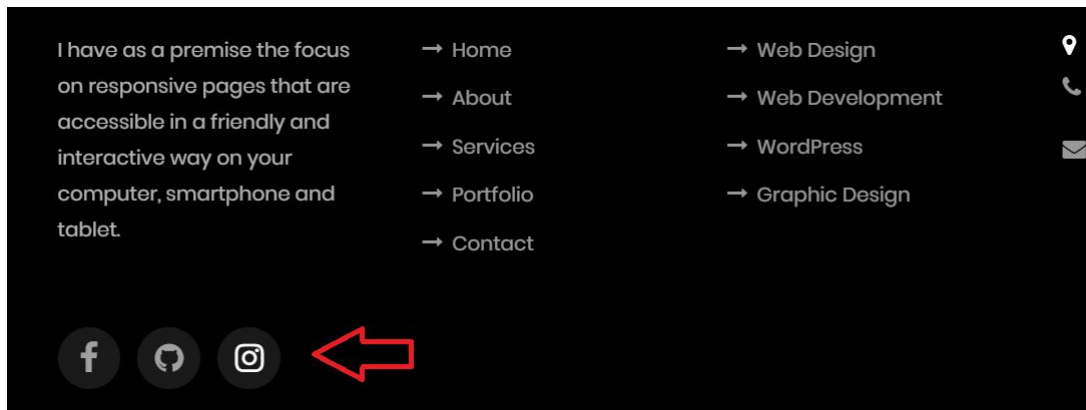 I have as a premise the focus
on responsive pages that are
accessible in a friendly and
interactive way on your
computer, smartphone and
tablet.
→ Home
→ About
→ Services
→ Portfolio
→ Contact
→ Web Design
→ Web Development
→ WordPress
→ Graphic Design